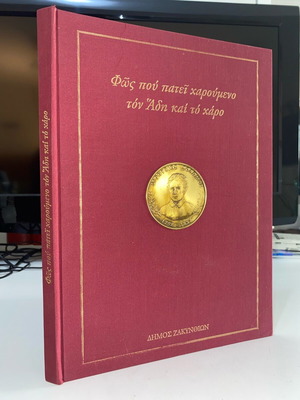 Φῶς πού πατεῖ χαρούμενο
τόν Ἅδη καί τό χάρο
ΔΗΜΟΣ ΖΑΚΥΝΘΙΩΝ
Φῶς πού πατεῖ χαρούμενο τόν Ἅδη καί τό χάρο